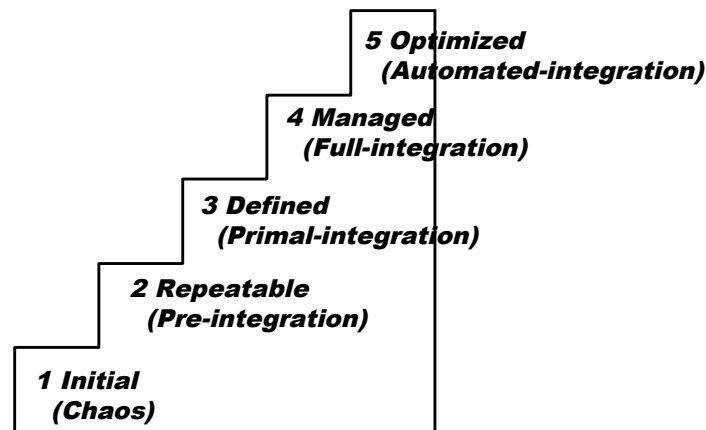 5 Optimized
(Automated-integration)
4 Managed
(Full-integration)
3 Defined
(Primal-integration)
2 Repeatable
(Pre-integration)
1 Initial
(Chaos)